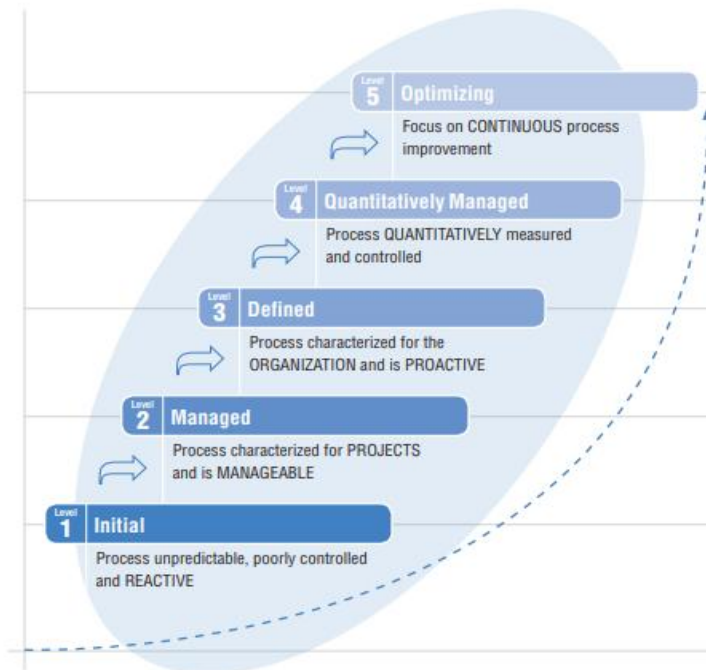 Level
5 Optimizing
Focus on CONTINUOUS process
improvement
Level
4 Quantitatively Managed
Process QUANTITATIVELY measured
and controlled
Level
3 Defined
Process characterized for the
ORGANIZATION and is PROACTIVE
Level
2 Managed
Process characterized for PROJECTS
and is MANAGEABLE
Level
1 Initial
Process unpredictable, poorly controlled
and REACTIVE